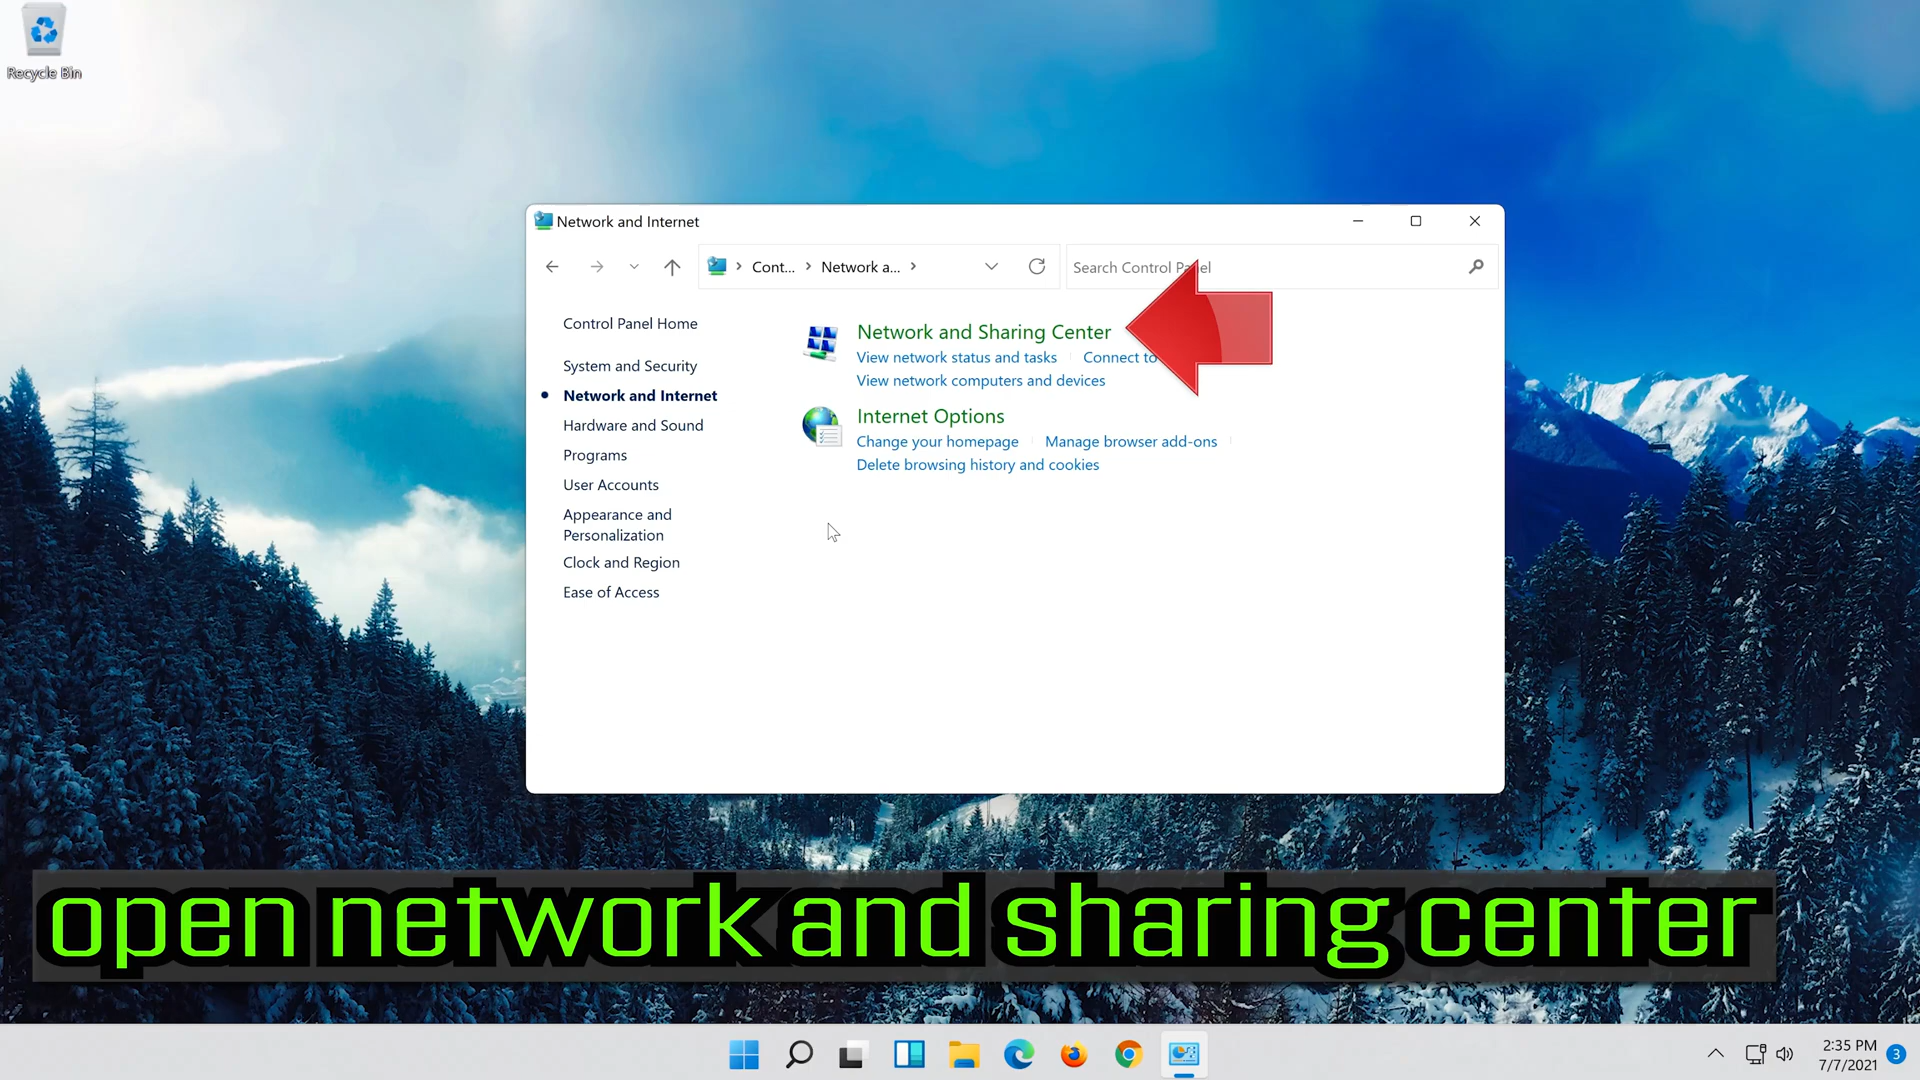 Recycle Bin
Network and Internet
Cont...
Network a...
Search Control Panel
Control Panel Home
System and Security
Network and Internet
Hardware and Sound
Programs
User Accounts
Appearance and
Personalization
Clock and Region
Ease of Access
Network and Sharing Center
View network status and tasks
Connect to
View network computers and devices
Internet Options
Change your homepage
Manage browser add-ons
Delete browsing history and cookies
open network and sharing center
2:35 PM
7/7/2021
3